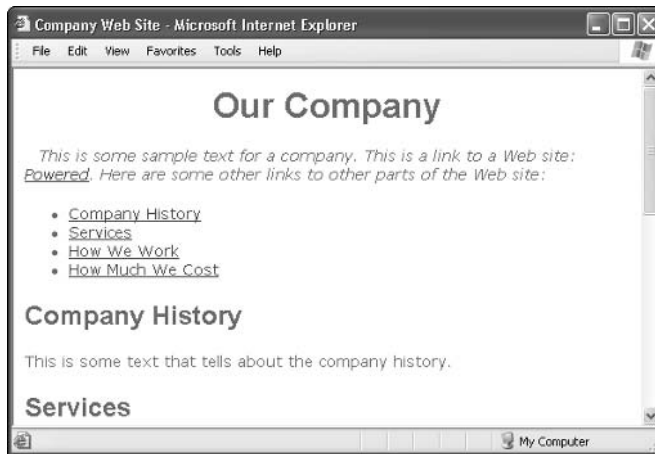 Company Web Site - Microsoft Internet Explorer
File Edit View Favorites Tools Help
Our Company
This is some sample text for a company. This is a link to a Web site:
Powered. Here are some other links to other parts of the Web site:
• Company History
• Services
• How We Work
• How Much We Cost
Company History
This is some text that tells about the company history.
Services
My Computer